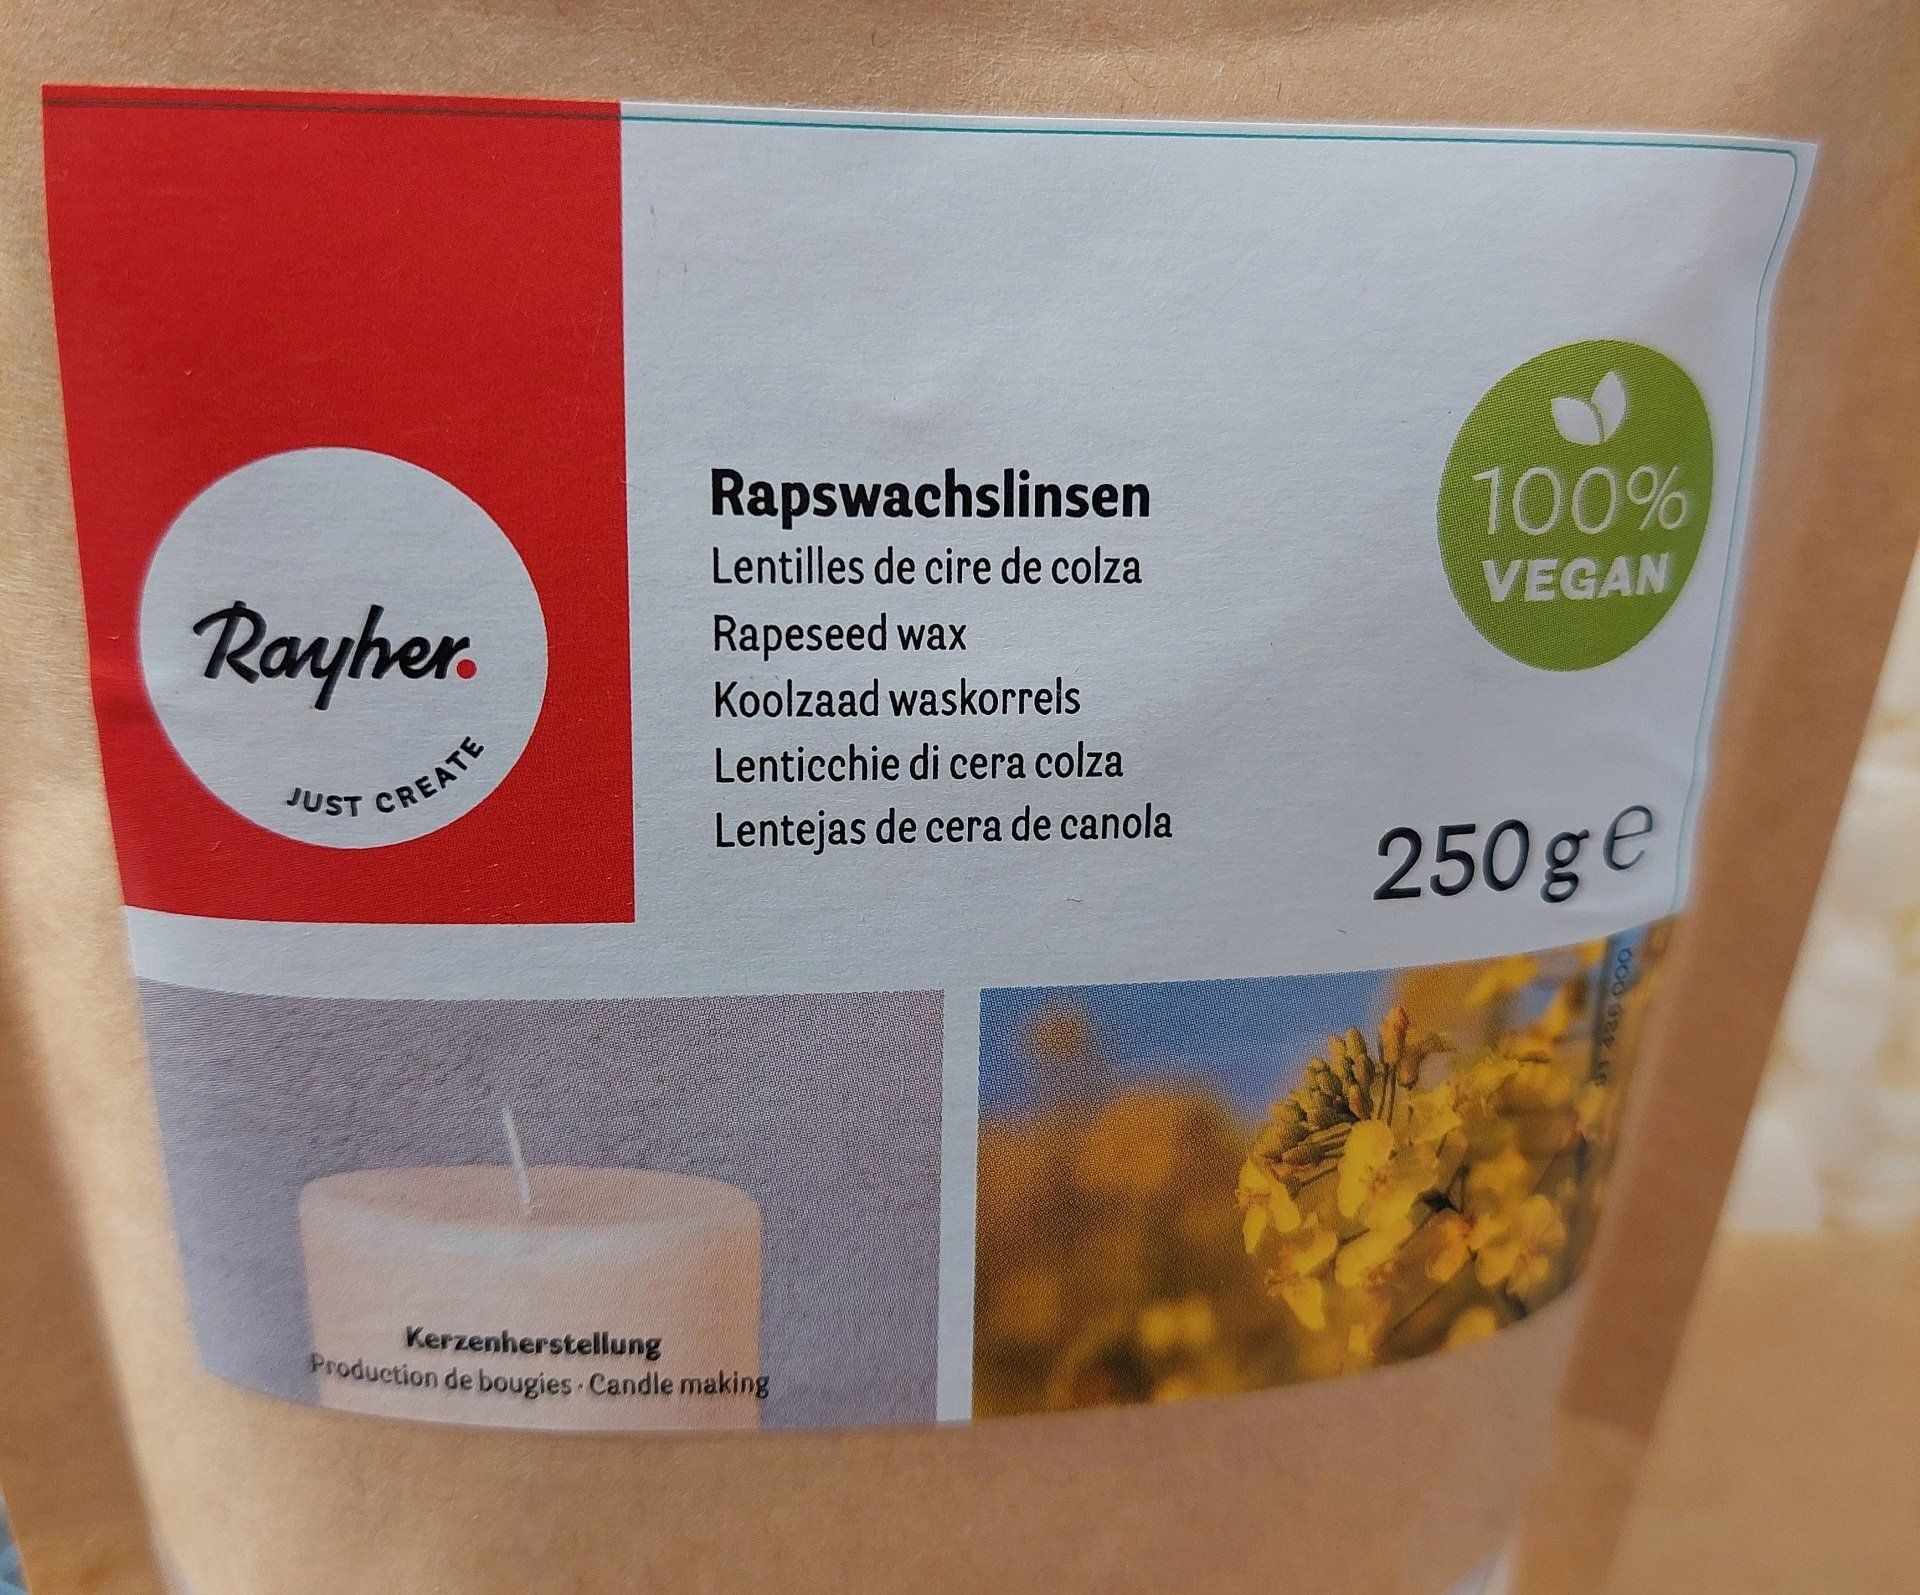 Rayher.
JUST CREATE
Rapswachslinsen
Lentilles de cire de colza
Rapeseed wax
Koolzaad waskorrels
Lenticchie di cera colza
Lentejas de cera de canola
100%
VEGAN
250g e
Kerzenherstellung
Production de bougies · Candle making